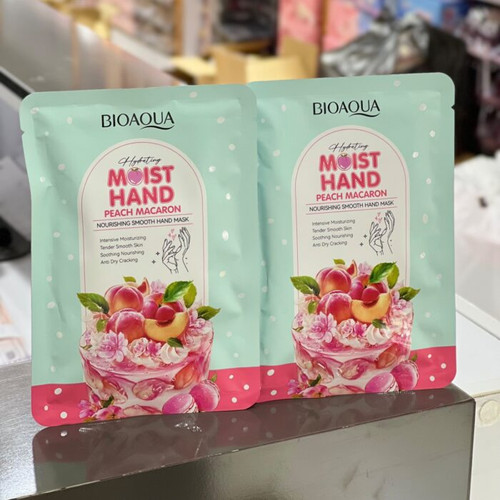 BIOAQUA
Hydrating
MOIST
HAND
PEACH MACARON
NOURISHING SMOOTH HAND MASK
Intensive Moisturizing
Tender Smooth Skin
Soothing Nourishing
Anti Dry Cracking
BIOAQUA
Hydrating
MOIST
HAND
PEACH MACARON
NOURISHING SMOOTH HAND MASK
Intensive Moisturizing
Tender Smooth Skin
Soothing Nourishing
Anti Dry Cracking